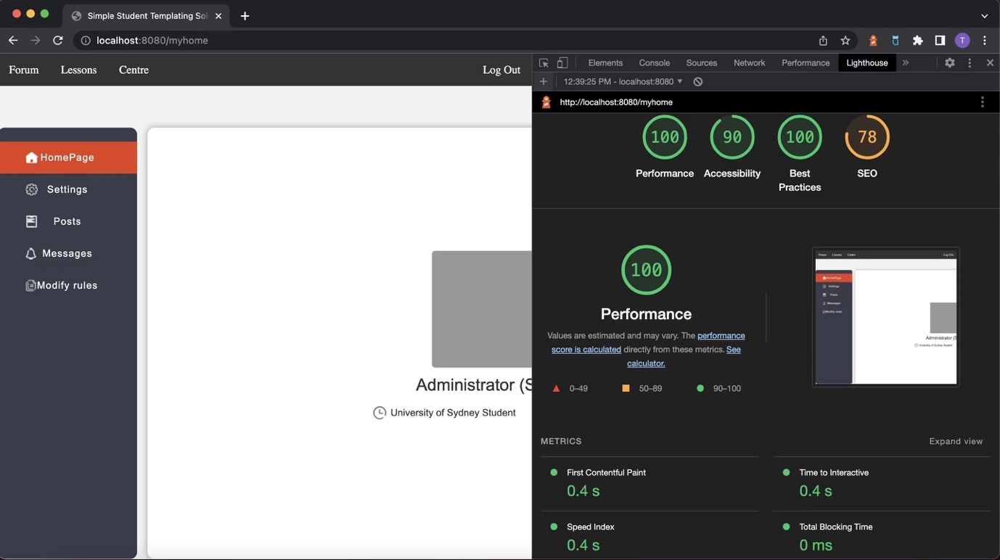 Simple Student Templating Sol
localhost:8080/myhome
T
Forum Lessons Centre Log Out
HomePage
Settings
Posts
Messages
Modify rules
Administrator (S
University of Sydney Student
Elements Console Sources Network Performance Lighthouse
12:39:25 PM - localhost:8080
http://localhost:8080/myhome
100 90 100 78
Performance Accessibility Best Practices SEO
100
Performance
Values are estimated and may vary. The performance
score is calculated directly from these metrics. See
calculator.
0–49 50–89 90–100
Forum Lessons Centre Log Out
HomePage
Settings
Posts
Messages
Modify rules
Administrator (S
University of Sydney Student
METRICS Expand view
First Contentful Paint Time to Interactive
0.4 s 0.4 s
Speed Index Total Blocking Time
0.4 s 0 ms